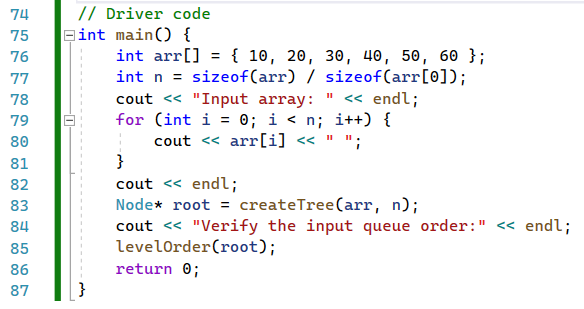 74 // Driver code
75 int main() {
76     int arr[] = { 10, 20, 30, 40, 50, 60 };
77     int n = sizeof(arr) / sizeof(arr[0]);
78     cout << "Input array: " << endl;
79     for (int i = 0; i < n; i++) {
80         cout << arr[i] << " ";
81     }
82     cout << endl;
83     Node* root = createTree(arr, n);
84     cout << "Verify the input queue order:" << endl;
85     levelOrder(root);
86     return 0;
87 }